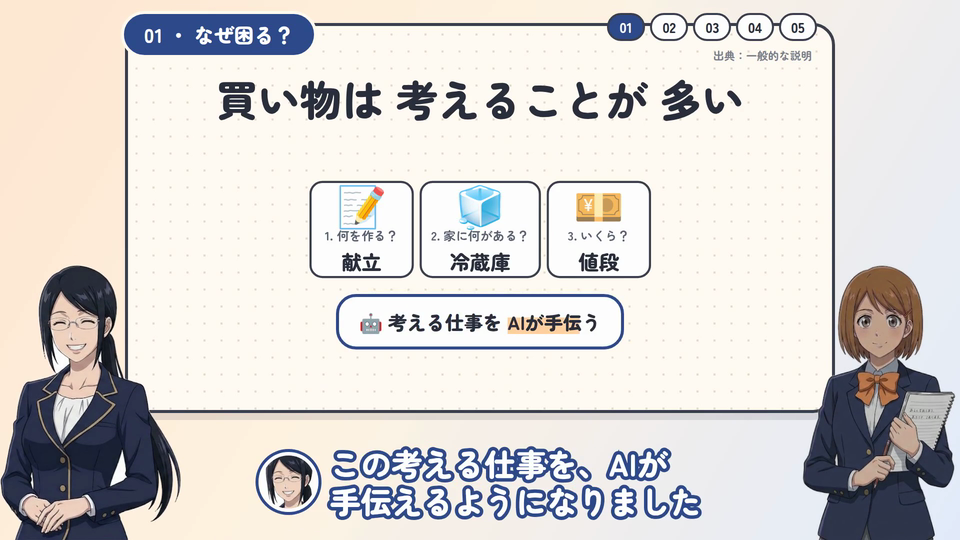 01 ・ なぜ困る？
01 02 03 04 05
出典：一般的な説明
買い物は 考えることが 多い
1. 何を作る？
献立
2. 家に何がある？
冷蔵庫
3. いくら？
値段
考える仕事を AIが手伝う
この考える仕事を、AIが
手伝えるようになりました